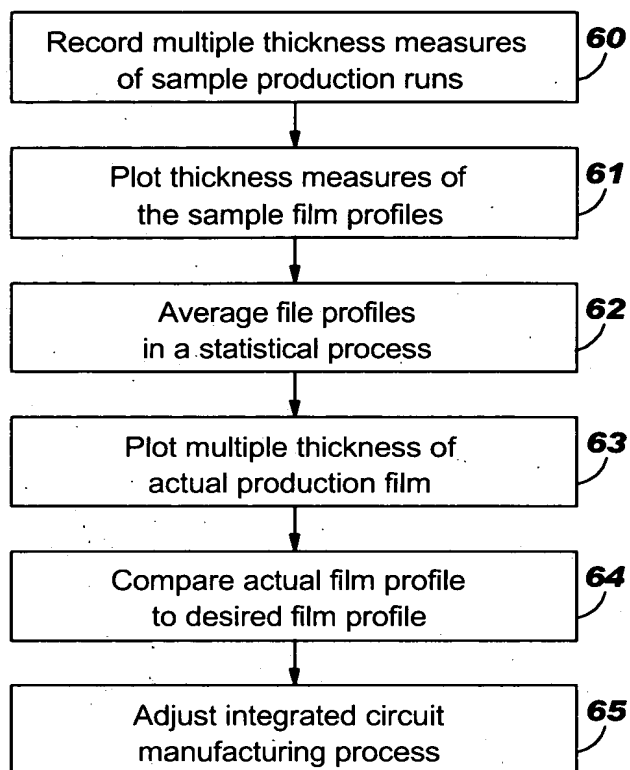 Record multiple thickness measures
of sample production runs
60
Plot thickness measures of
the sample film profiles
61
Average file profiles
in a statistical process
62
Plot multiple thickness of
actual production film
63
Compare actual film profile
to desired film profile
64
Adjust integrated circuit
manufacturing process
65